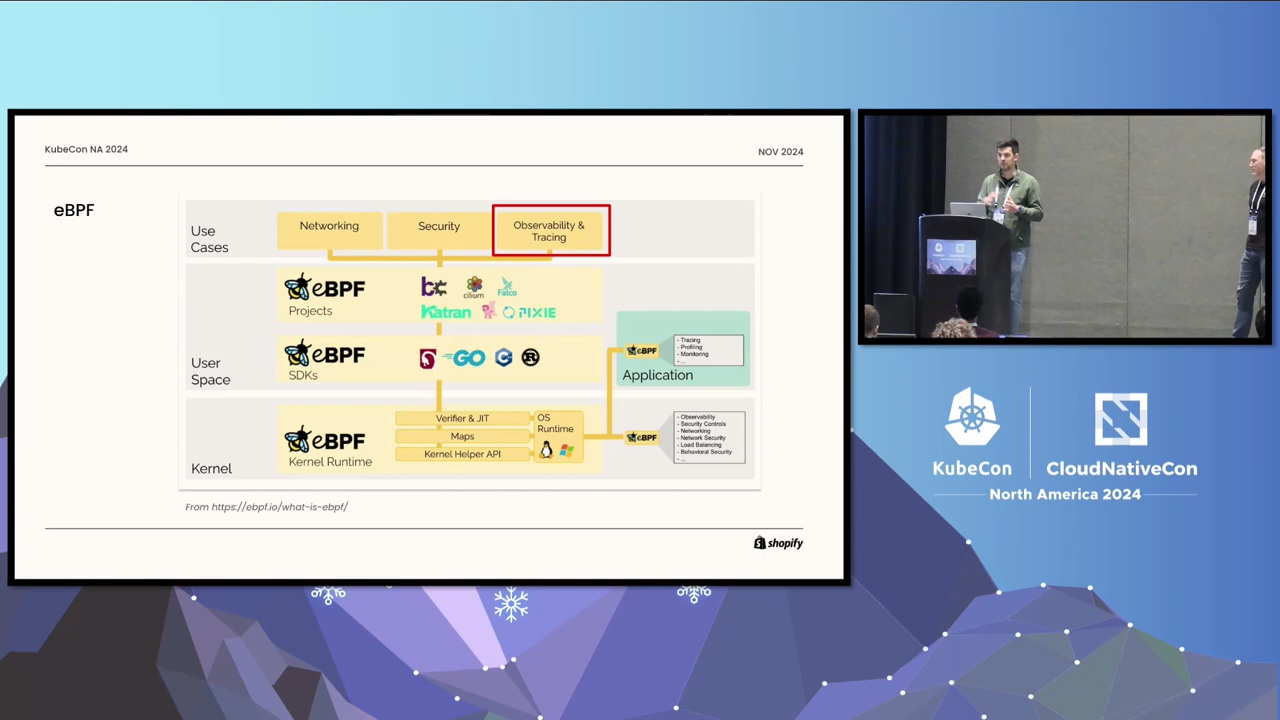 KubeCon NA 2024
NOV 2024
eBPF
Use
Cases
Networking
Security
Observability &
Tracing
eBPF
Projects
bcc
cilium
Falco
Katran
PIXIE
User
Space
eBPF
SDKs
GO
C++
eBPF
- Tracing
- Profiling
- Monitoring
- ...
Application
Kernel
eBPF
Kernel Runtime
Verifier & JIT
Maps
Kernel Helper API
OS
Runtime
eBPF
- Observability
- Security Controls
- Networking
- Network Security
- Load Balancing
- Behavioral Security
- ...
From https://ebpf.io/what-is-ebpf/
shopify
KubeCon
CloudNativeCon
North America 2024